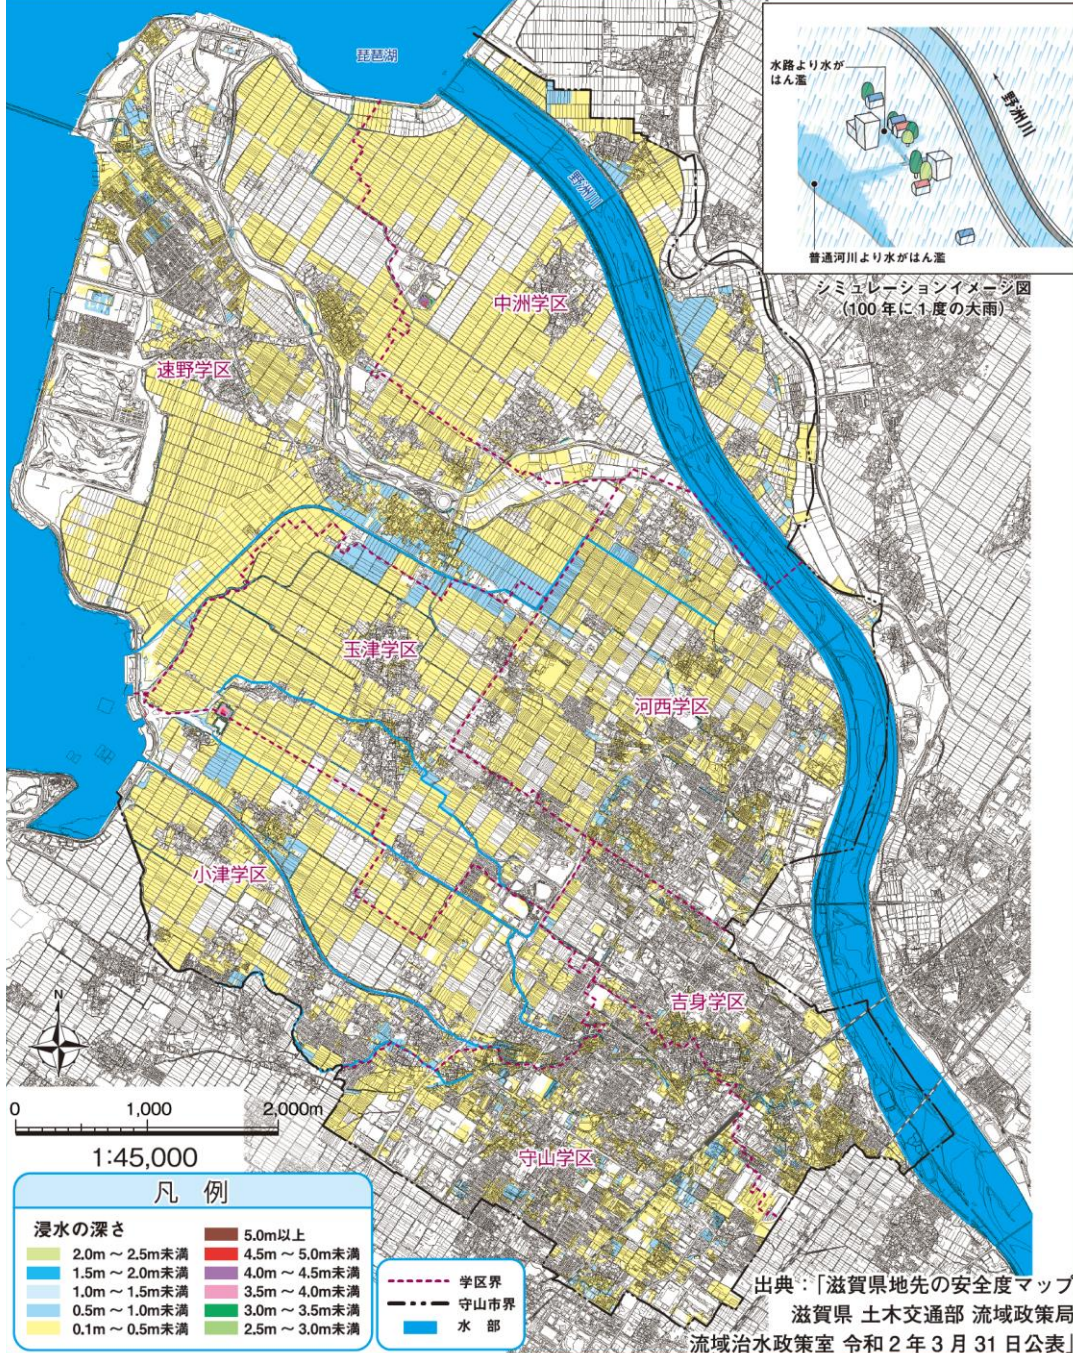 琵琶湖
水路より水が
はん濫
野洲川
普通河川より水がはん濫
シミュレーションイメージ図
(100年に1度の大雨)
野洲川
中洲学区
速野学区
玉津学区
河西学区
小津学区
吉身学区
守山学区
N
0 1,000 2,000m
1:45,000
凡 例
浸水の深さ
2.0m ～ 2.5m未満
1.5m ～ 2.0m未満
1.0m ～ 1.5m未満
0.5m ～ 1.0m未満
0.1m ～ 0.5m未満
5.0m以上
4.5m ～ 5.0m未満
4.0m ～ 4.5m未満
3.5m ～ 4.0m未満
3.0m ～ 3.5m未満
2.5m ～ 3.0m未満
学区界
守山市界
水 部
出典：「滋賀県地先の安全度マップ
滋賀県 土木交通部 流域政策局
流域治水政策室 令和2年3月31日公表」